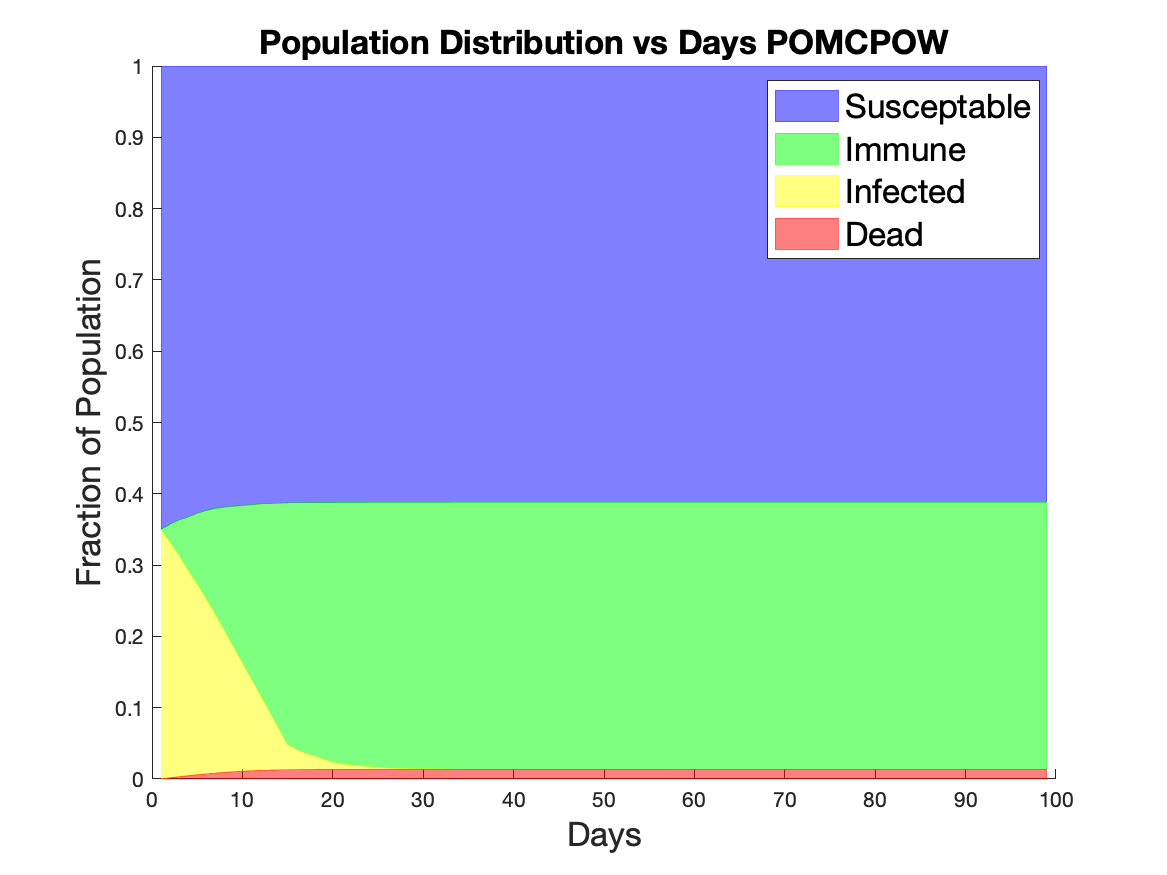 Population Distribution vs Days POMCPOW
1
0.9
0.8
0.7
0.6
0.5
0.4
0.3
0.2
0.1
0
Fraction of Population
Susceptable
Immune
Infected
Dead
0 10 20 30 40 50 60 70 80 90 100
Days